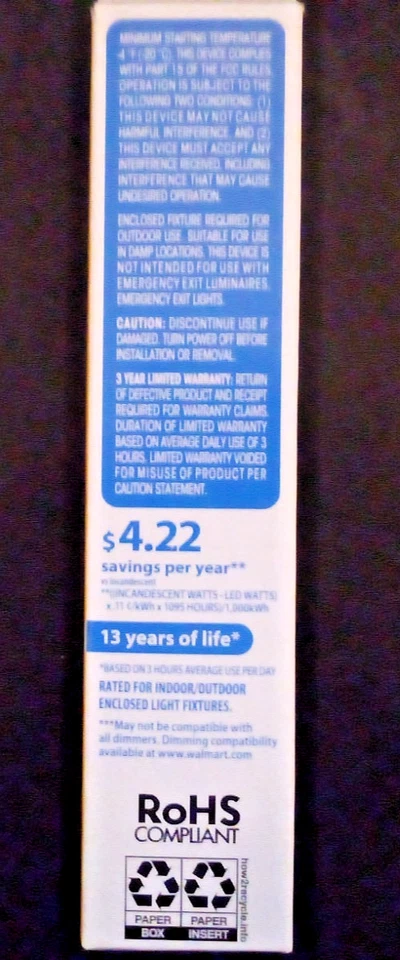 MINIMUM STARTING TEMPERATURE
-4 °F (-20 °C). THIS DEVICE COMPLIES
WITH PART 15 OF THE FCC RULES.
OPERATION IS SUBJECT TO THE
FOLLOWING TWO CONDITIONS: (1)
THIS DEVICE MAY NOT CAUSE
HARMFUL INTERFERENCE, AND (2)
THIS DEVICE MUST ACCEPT ANY
INTERFERENCE RECEIVED, INCLUDING
INTERFERENCE THAT MAY CAUSE
UNDESIRED OPERATION.
ENCLOSED FIXTURE REQUIRED FOR
OUTDOOR USE. SUITABLE FOR USE
IN DAMP LOCATIONS. THIS DEVICE IS
NOT INTENDED FOR USE WITH
EMERGENCY EXIT LUMINAIRES,
EMERGENCY EXIT LIGHTS.
CAUTION: DISCONTINUE USE IF
DAMAGED. TURN POWER OFF BEFORE
INSTALLATION OR REMOVAL.
3 YEAR LIMITED WARRANTY: RETURN
OF DEFECTIVE PRODUCT AND RECEIPT
REQUIRED FOR WARRANTY CLAIMS.
DURATION OF LIMITED WARRANTY
BASED ON AVERAGE DAILY USE OF 3
HOURS. LIMITED WARRANTY VOIDED
FOR MISUSE OF PRODUCT PER
CAUTION STATEMENT.
$4.22
savings per year**
vs incandescent
**(INCANDESCENT WATTS - LED WATTS)
x .11 ¢/kWh x 1095 HOURS)/1,000kWh
13 years of life*
*BASED ON 3 HOURS AVERAGE USE PER DAY
RATED FOR INDOOR/OUTDOOR
ENCLOSED LIGHT FIXTURES.
***May not be compatible with
all dimmers. Dimming compatibility
available at www.walmart.com
RoHS
COMPLIANT
PAPER PAPER
BOX INSERT
how2recycle.info